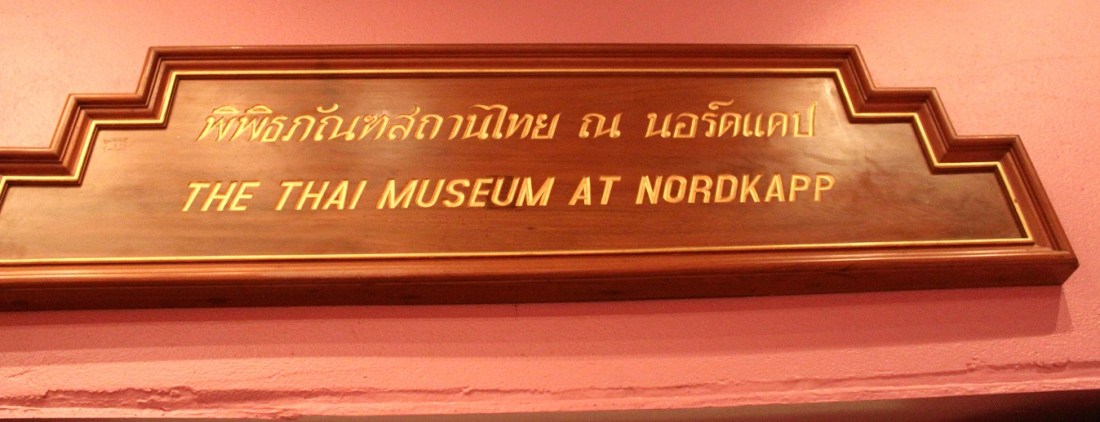 พิพิธภัณฑสถานไทย ณ นอร์ดแคป
THE THAI MUSEUM AT NORDKAPP